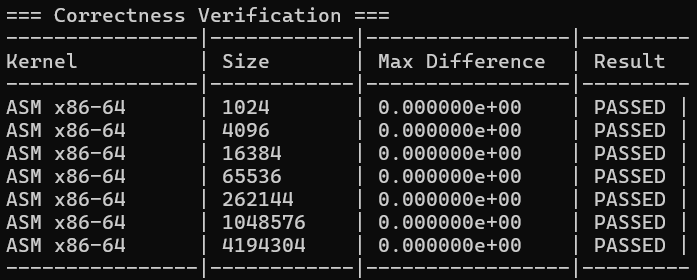 === Correctness Verification ===
----------------|------------|-----------------|---------
Kernel          | Size       | Max Difference  | Result
----------------|------------|-----------------|---------
ASM x86-64      | 1024       | 0.000000e+00    | PASSED |
ASM x86-64      | 4096       | 0.000000e+00    | PASSED |
ASM x86-64      | 16384      | 0.000000e+00    | PASSED |
ASM x86-64      | 65536      | 0.000000e+00    | PASSED |
ASM x86-64      | 262144     | 0.000000e+00    | PASSED |
ASM x86-64      | 1048576    | 0.000000e+00    | PASSED |
ASM x86-64      | 4194304    | 0.000000e+00    | PASSED |
----------------|------------|-----------------|---------